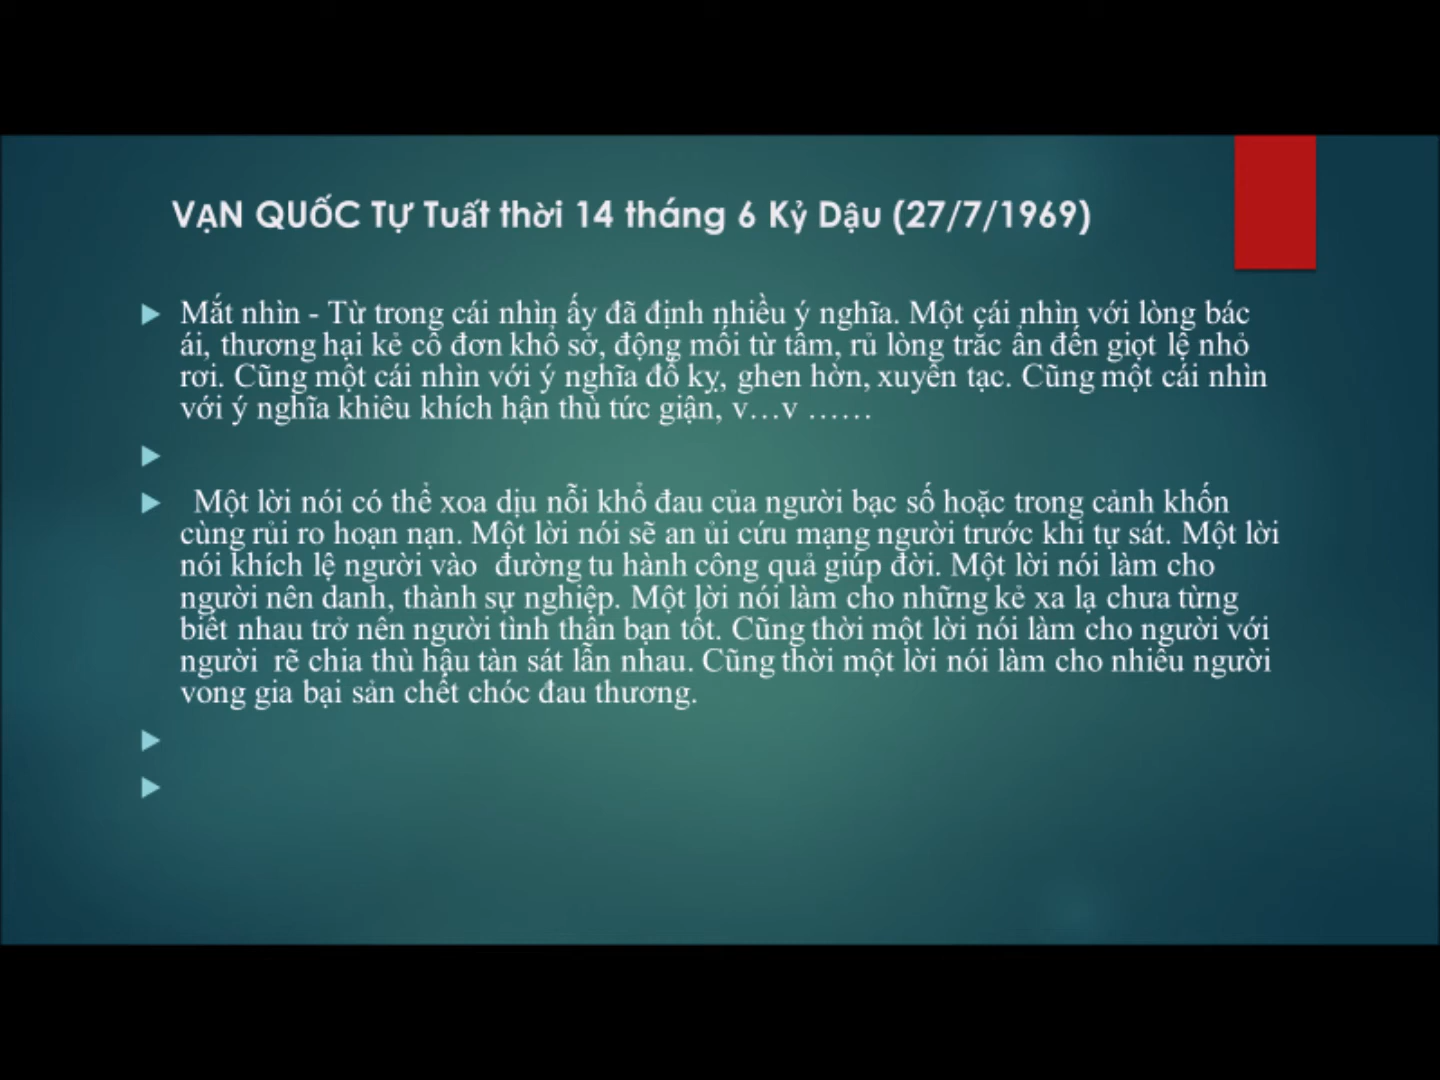 VẠN QUỐC TỰ Tuất thời 14 tháng 6 Kỷ Dậu (27/7/1969)
Mắt nhìn - Từ trong cái nhìn ấy đã định nhiều ý nghĩa. Một cái nhìn với lòng bác
ái, thương hại kẻ cô đơn khổ sở, động mối từ tâm, rủ lòng trắc ẩn đến giọt lệ nhỏ
rơi. Cũng một cái nhìn với ý nghĩa đố kỵ, ghen hờn, xuyên tạc. Cũng một cái nhìn
với ý nghĩa khiêu khích hận thù tức giận, v…v ……
Một lời nói có thể xoa dịu nỗi khổ đau của người bạc số hoặc trong cảnh khốn
cùng rủi ro hoạn nạn. Một lời nói sẽ an ủi cứu mạng người trước khi tự sát. Một lời
nói khích lệ người vào đường tu hành công quả giúp đời. Một lời nói làm cho
người nên danh, thành sự nghiệp. Một lời nói làm cho những kẻ xa lạ chưa từng
biết nhau trở nên người tình thân bạn tốt. Cũng thời một lời nói làm cho người với
người rẽ chia thù hậu tàn sát lẫn nhau. Cũng thời một lời nói làm cho nhiều người
vong gia bại sản chết chóc đau thương.